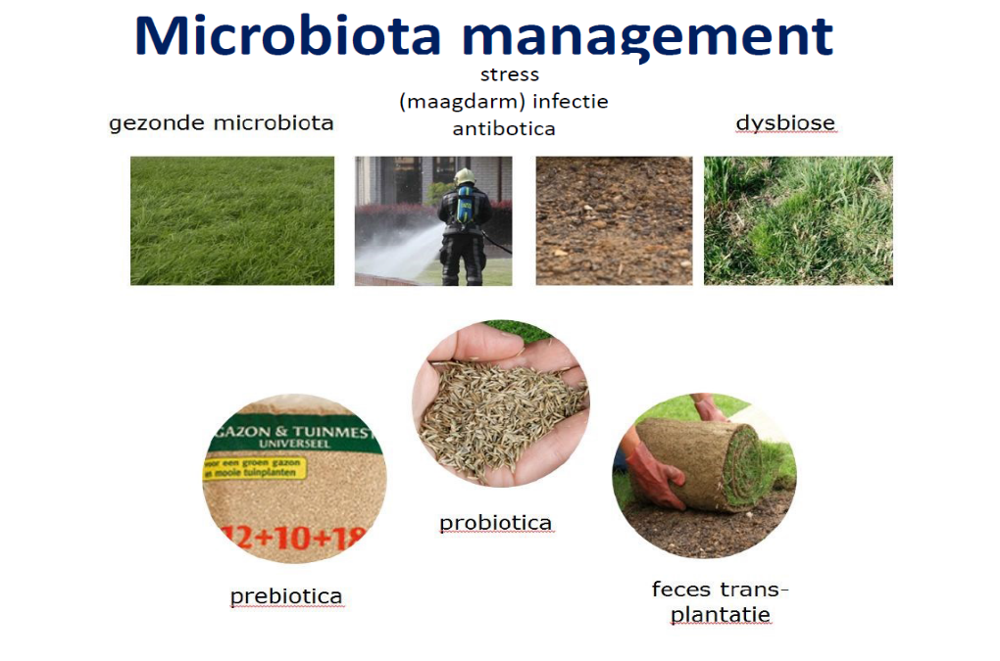 Microbiota management
stress
(maagdarm) infectie
antibotica
gezonde microbiota
dysbiose
GAZON & TUINMEST
UNIVERSEEL
voor een groen gazon
en mooie tuinplanten
12+10+18
probiotica
prebiotica
feces trans-
plantatie